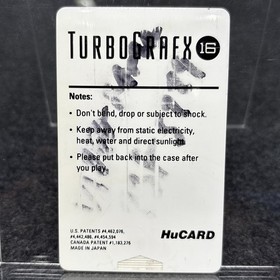 TURBOGRAFX 16
Notes:
• Don't bend, drop or subject to shock.
• Keep away from static electricity,
heat, water and direct sunlight.
• Please put back into the case after
you play.
U.S. PATENTS #4,462,076,
#4,442,486, #4,454,594
CANADA PATENT #1,183,276
MADE IN JAPAN
HuCARD